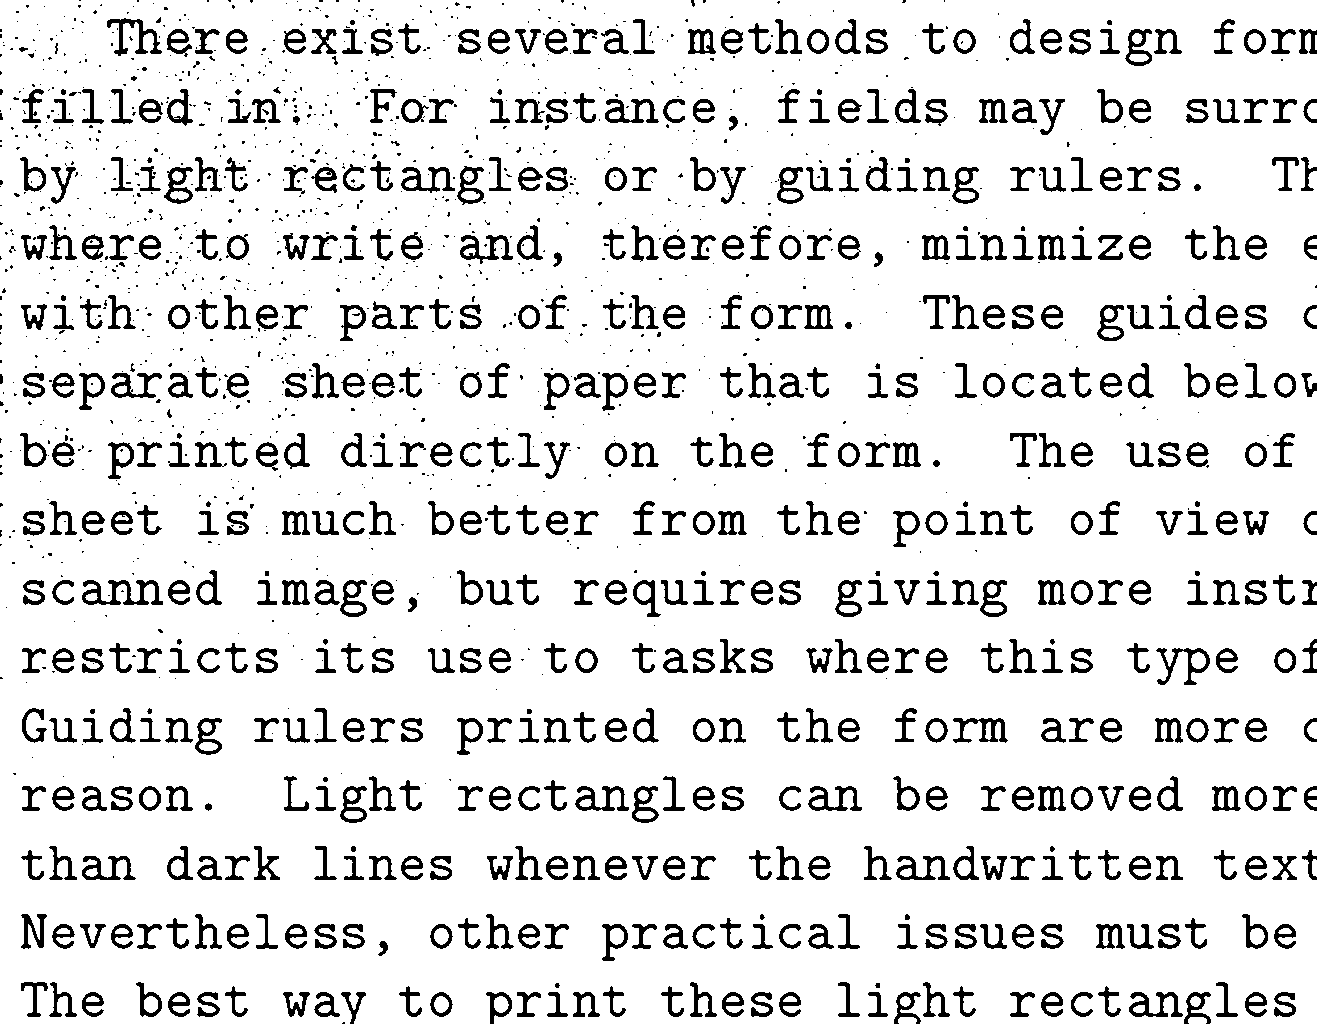 There exist several methods to design form
filled in. For instance, fields may be surro
by light rectangles or by guiding rulers. Th
where to write and, therefore, minimize the e
with other parts of the form. These guides c
separate sheet of paper that is located below
be printed directly on the form. The use of
sheet is much better from the point of view o
scanned image, but requires giving more instr
restricts its use to tasks where this type of
Guiding rulers printed on the form are more c
reason. Light rectangles can be removed more
than dark lines whenever the handwritten text
Nevertheless, other practical issues must be
The best way to print these light rectangles